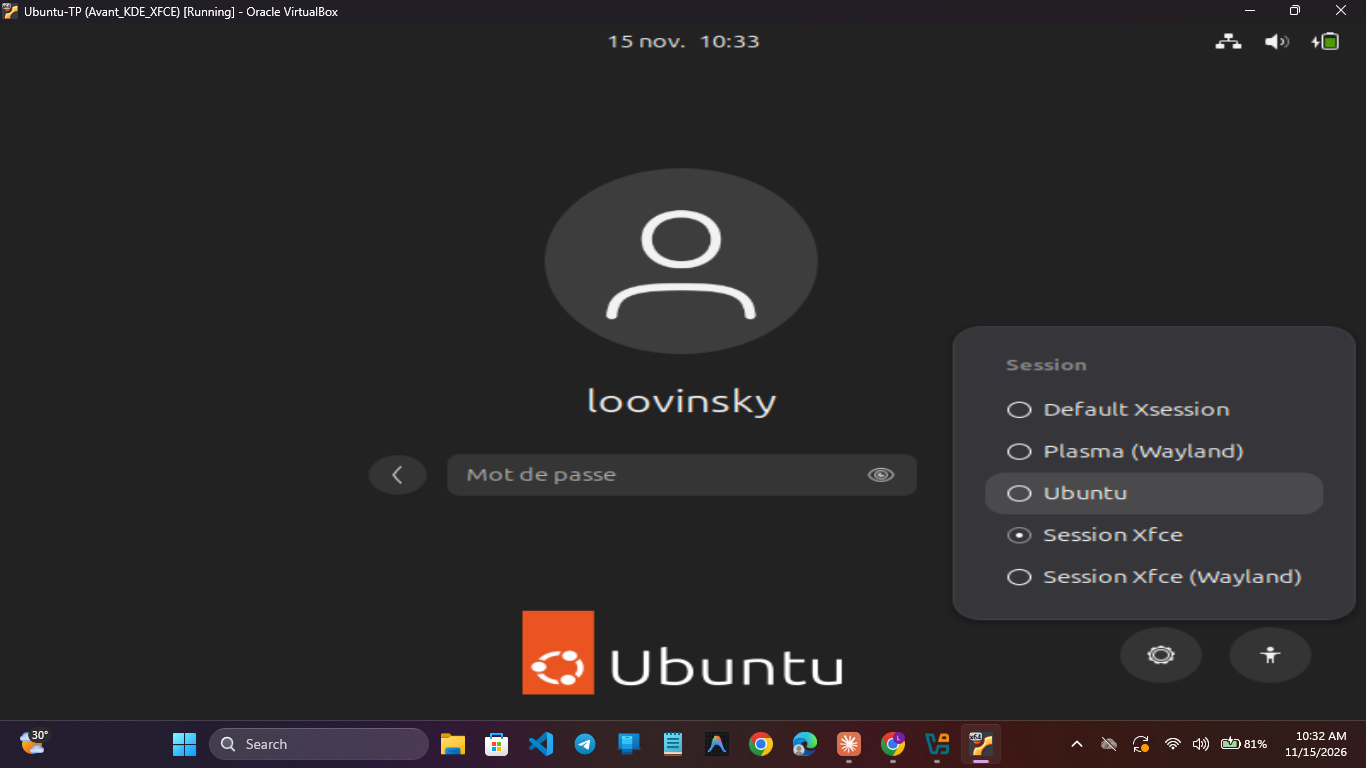 Ubuntu-TP (Avant_KDE_XFCE) [Running] - Oracle VirtualBox
15 nov. 10:33
loovinsky
Mot de passe
Session
Default Xsession
Plasma (Wayland)
Ubuntu
Session Xfce
Session Xfce (Wayland)
Ubuntu
30°
Search
81%
10:32 AM
11/15/2026